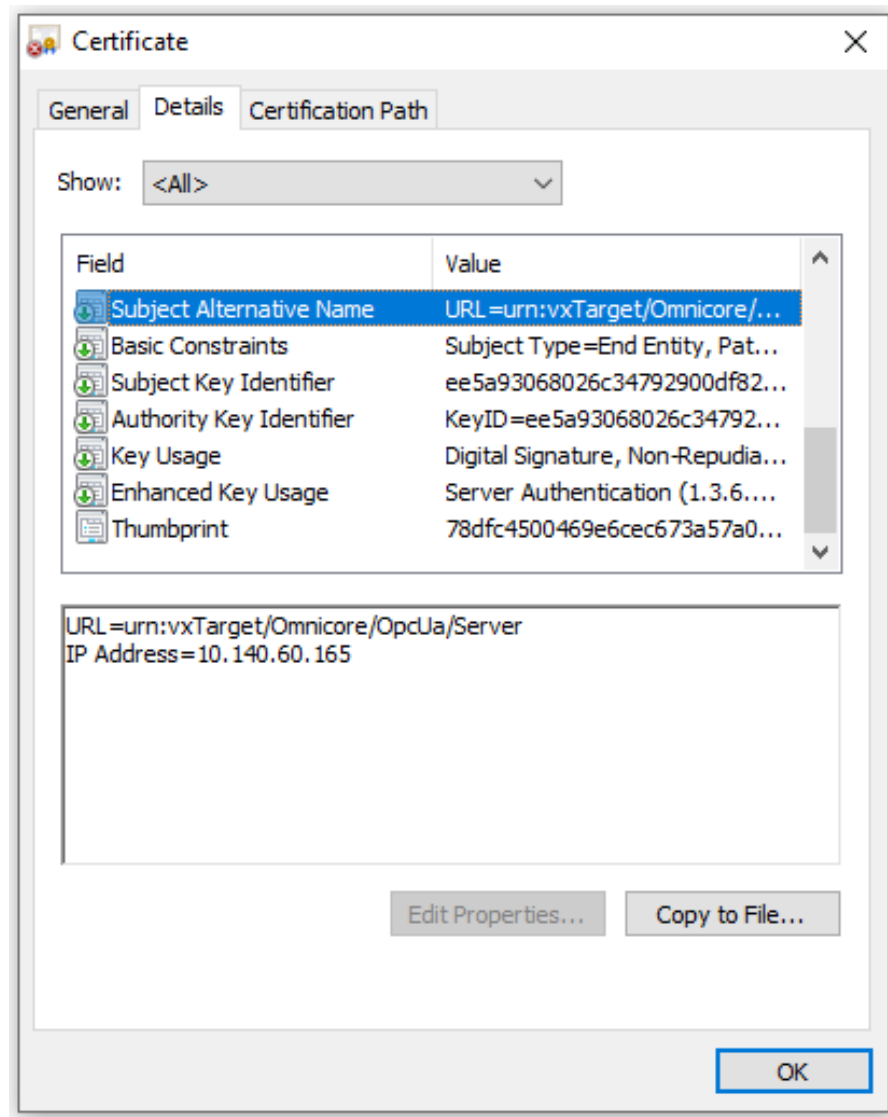 Certificate
General Details Certification Path
Show: <All>
Field Value
Subject Alternative Name URL=urn:vxTarget/Omnicore/...
Basic Constraints Subject Type=End Entity, Pat...
Subject Key Identifier ee5a93068026c34792900df82...
Authority Key Identifier KeyID=ee5a93068026c34792...
Key Usage Digital Signature, Non-Repudia...
Enhanced Key Usage Server Authentication (1.3.6....
Thumbprint 78dfc4500469e6cec673a57a0...
URL=urn:vxTarget/Omnicore/OpcUa/Server
IP Address=10.140.60.165
Edit Properties... Copy to File...
OK